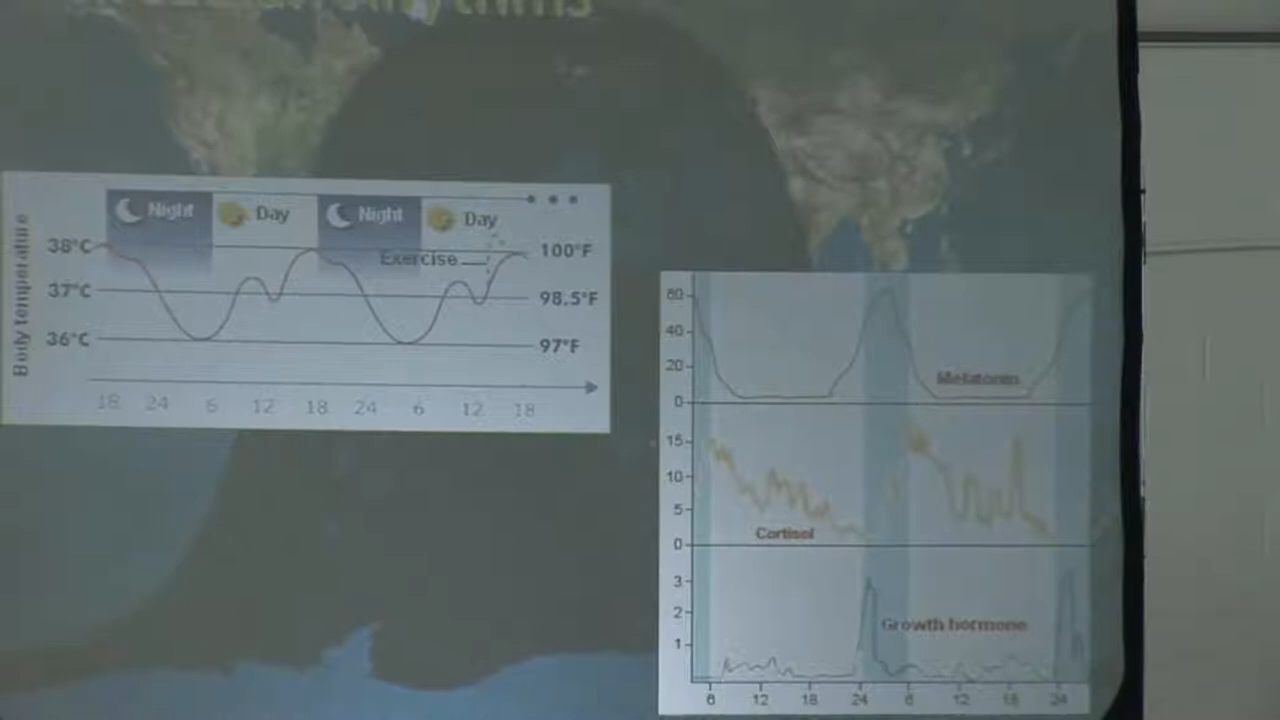 Night Day Night Day
38°C 100°F
Exercise
37°C 98.5°F
36°C 97°F
Body temperature
18 24 6 12 18 24 6 12 18
60
40
20
Melatonin
0
15
10
5
Cortisol
0
3
2
Growth hormone
1
6 12 18 24 6 12 18 24